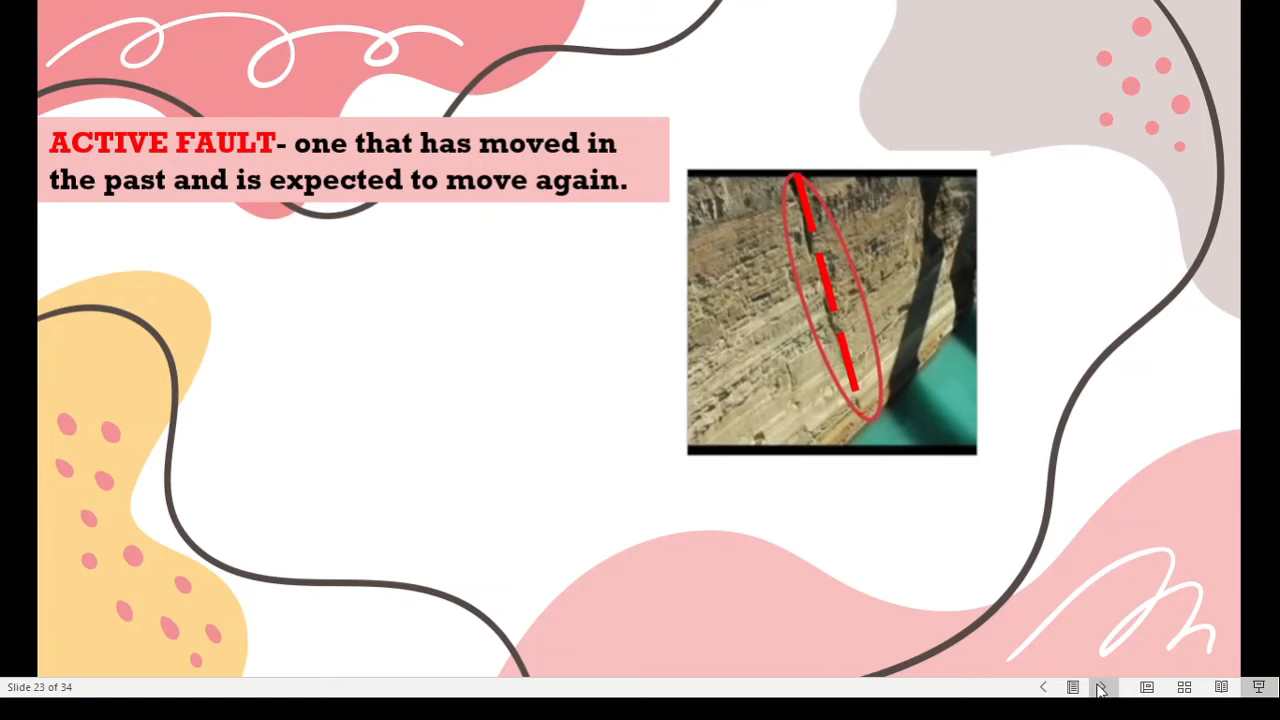 ACTIVE FAULT- one that has moved in
the past and is expected to move again.
Slide 23 of 34